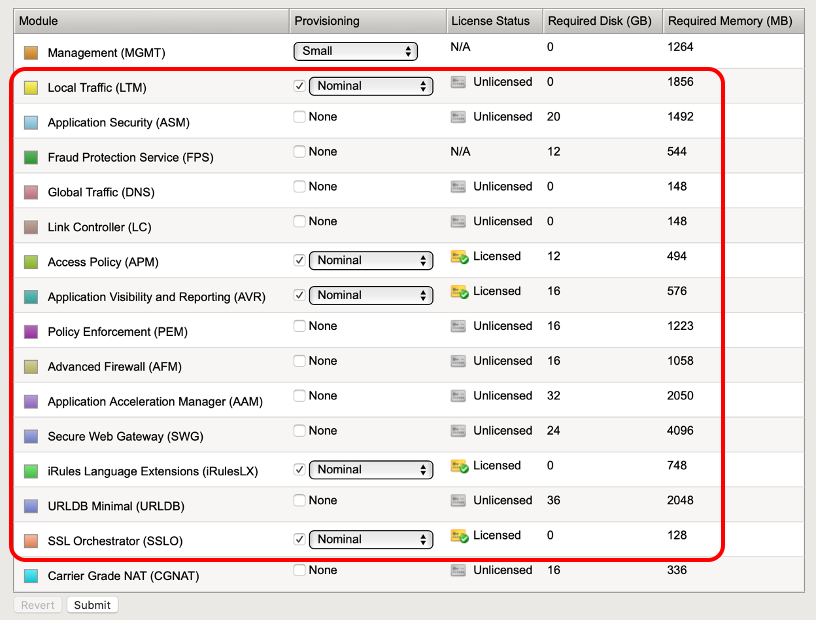 Module Provisioning License Status Required Disk (GB) Required Memory (MB)
Management (MGMT) Small N/A 0 1264
Local Traffic (LTM) Nominal Unlicensed 0 1856
Application Security (ASM) None Unlicensed 20 1492
Fraud Protection Service (FPS) None N/A 12 544
Global Traffic (DNS) None Unlicensed 0 148
Link Controller (LC) None Unlicensed 0 148
Access Policy (APM) Nominal Licensed 12 494
Application Visibility and Reporting (AVR) Nominal Licensed 16 576
Policy Enforcement (PEM) None Unlicensed 16 1223
Advanced Firewall (AFM) None Unlicensed 16 1058
Application Acceleration Manager (AAM) None Unlicensed 32 2050
Secure Web Gateway (SWG) None Unlicensed 24 4096
iRules Language Extensions (iRulesLX) Nominal Licensed 0 748
URLDB Minimal (URLDB) None Unlicensed 36 2048
SSL Orchestrator (SSLO) Nominal Licensed 0 128
Carrier Grade NAT (CGNAT) None Unlicensed 16 336
Revert Submit